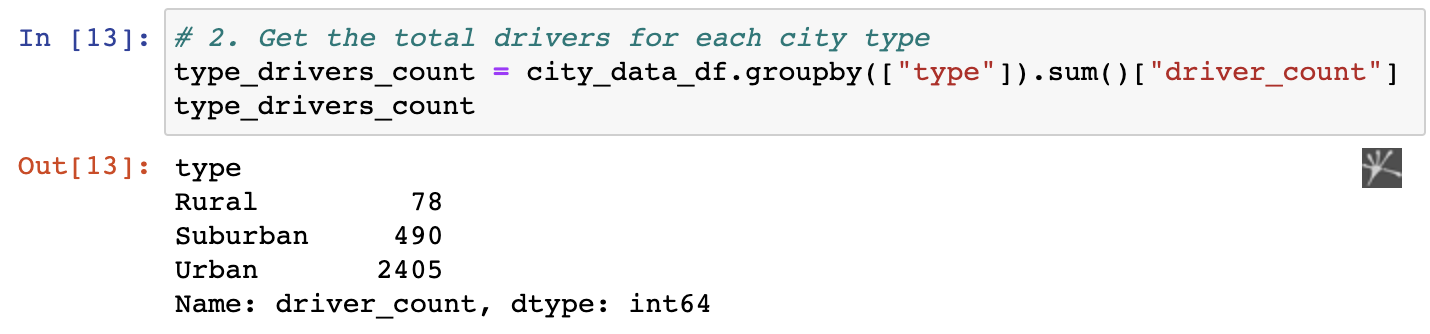 In [13]: # 2. Get the total drivers for each city type
type_drivers_count = city_data_df.groupby(["type"]).sum()["driver_count"]
type_drivers_count
Out[13]: type
Rural 78
Suburban 490
Urban 2405
Name: driver_count, dtype: int64